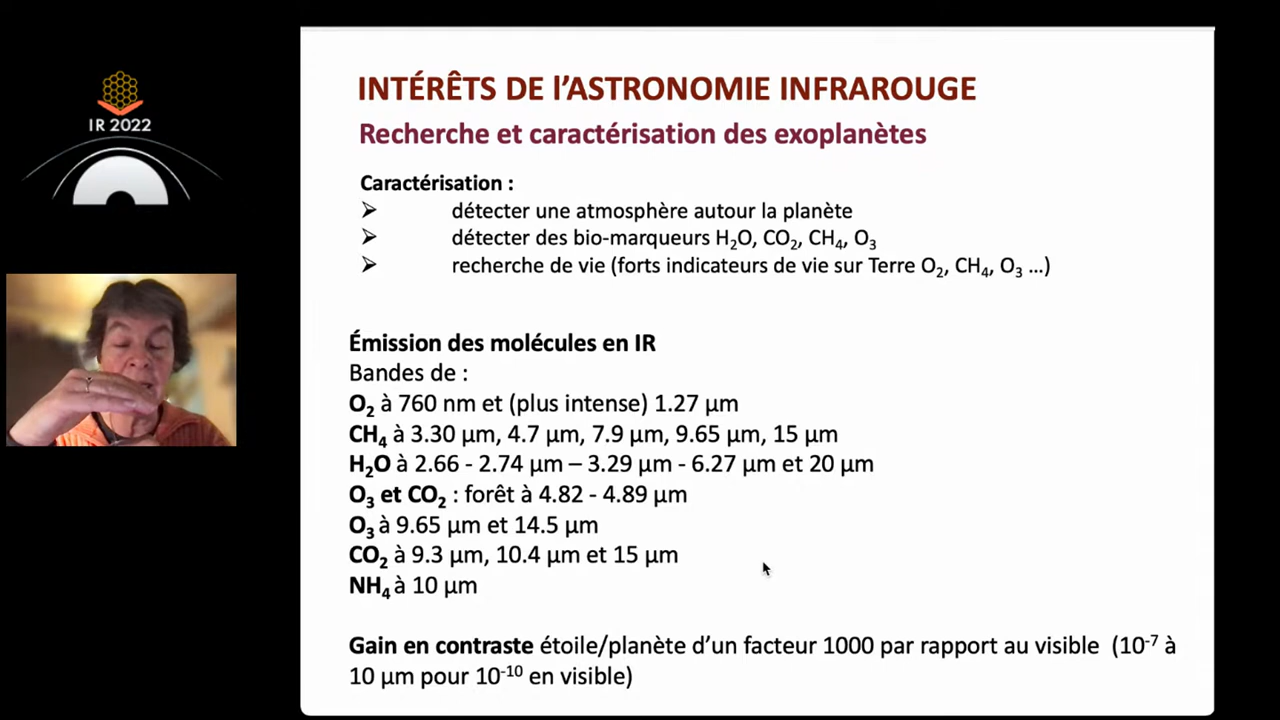 IR 2022
INTÉRÊTS DE l’ASTRONOMIE INFRAROUGE
Recherche et caractérisation des exoplanètes
Caractérisation :
détecter une atmosphère autour la planète
détecter des bio-marqueurs H₂O, CO₂, CH₄, O₃
recherche de vie (forts indicateurs de vie sur Terre O₂, CH₄, O₃ ...)
Émission des molécules en IR
Bandes de :
O₂ à 760 nm et (plus intense) 1.27 µm
CH₄ à 3.30 µm, 4.7 µm, 7.9 µm, 9.65 µm, 15 µm
H₂O à 2.66 - 2.74 µm – 3.29 µm - 6.27 µm et 20 µm
O₃ et CO₂ : forêt à 4.82 - 4.89 µm
O₃ à 9.65 µm et 14.5 µm
CO₂ à 9.3 µm, 10.4 µm et 15 µm
NH₄ à 10 µm
Gain en contraste étoile/planète d’un facteur 1000 par rapport au visible (10⁻⁷ à
10 µm pour 10⁻¹⁰ en visible)